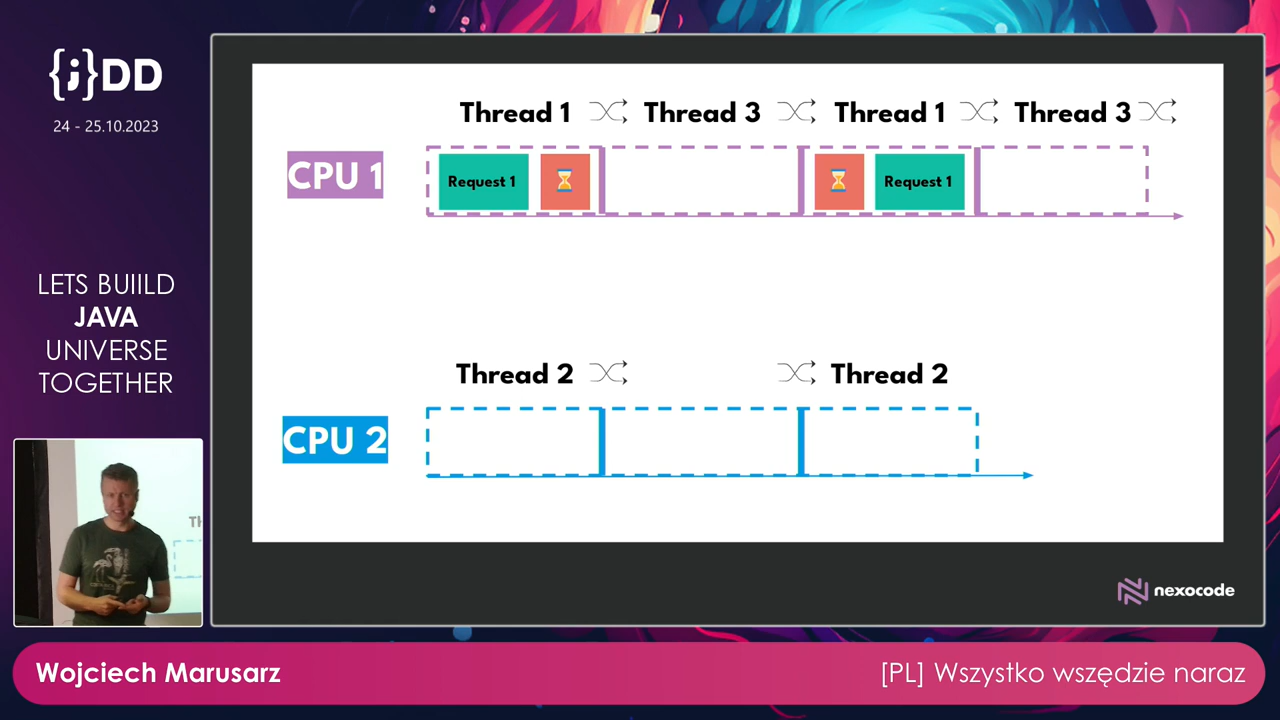 {j}DD
24 - 25.10.2023
LETS BUIILD
JAVA
UNIVERSE
TOGETHER
Thread 1 Thread 3 Thread 1 Thread 3
CPU 1
Request 1
Request 1
Thread 2 Thread 2
CPU 2
nexocode
Wojciech Marusarz
[PL] Wszystko wszędzie naraz